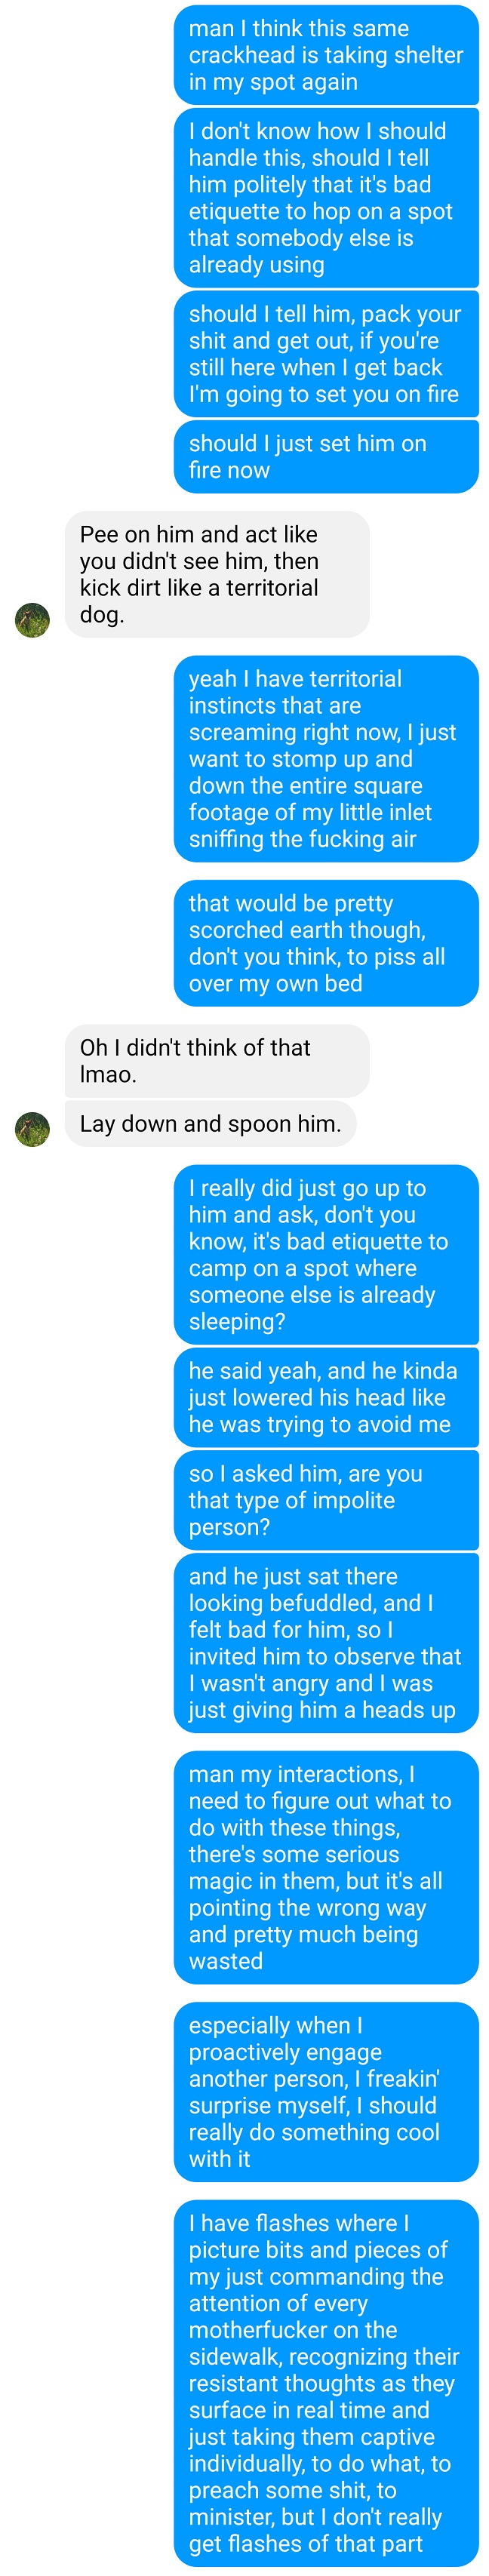 man I think this same
crackhead is taking shelter
in my spot again
I don't know how I should
handle this, should I tell
him politely that it's bad
etiquette to hop on a spot
that somebody else is
already using
should I tell him, pack your
shit and get out, if you're
still here when I get back
I'm going to set you on fire
should I just set him on
fire now
Pee on him and act like
you didn't see him, then
kick dirt like a territorial
dog.
yeah I have territorial
instincts that are
screaming right now, I just
want to stomp up and
down the entire square
footage of my little inlet
sniffing the fucking air
that would be pretty
scorched earth though,
don't you think, to piss all
over my own bed
Oh I didn't think of that
lmao.
Lay down and spoon him.
I really did just go up to
him and ask, don't you
know, it's bad etiquette to
camp on a spot where
someone else is already
sleeping?
he said yeah, and he kinda
just lowered his head like
he was trying to avoid me
so I asked him, are you
that type of impolite
person?
and he just sat there
looking befuddled, and I
felt bad for him, so I
invited him to observe that
I wasn't angry and I was
just giving him a heads up
man my interactions, I
need to figure out what to
do with these things,
there's some serious
magic in them, but it's all
pointing the wrong way
and pretty much being
wasted
especially when I
proactively engage
another person, I freakin'
surprise myself, I should
really do something cool
with it
I have flashes where I
picture bits and pieces of
my just commanding the
attention of every
motherfucker on the
sidewalk, recognizing their
resistant thoughts as they
surface in real time and
just taking them captive
individually, to do what, to
preach some shit, to
minister, but I don't really
get flashes of that part